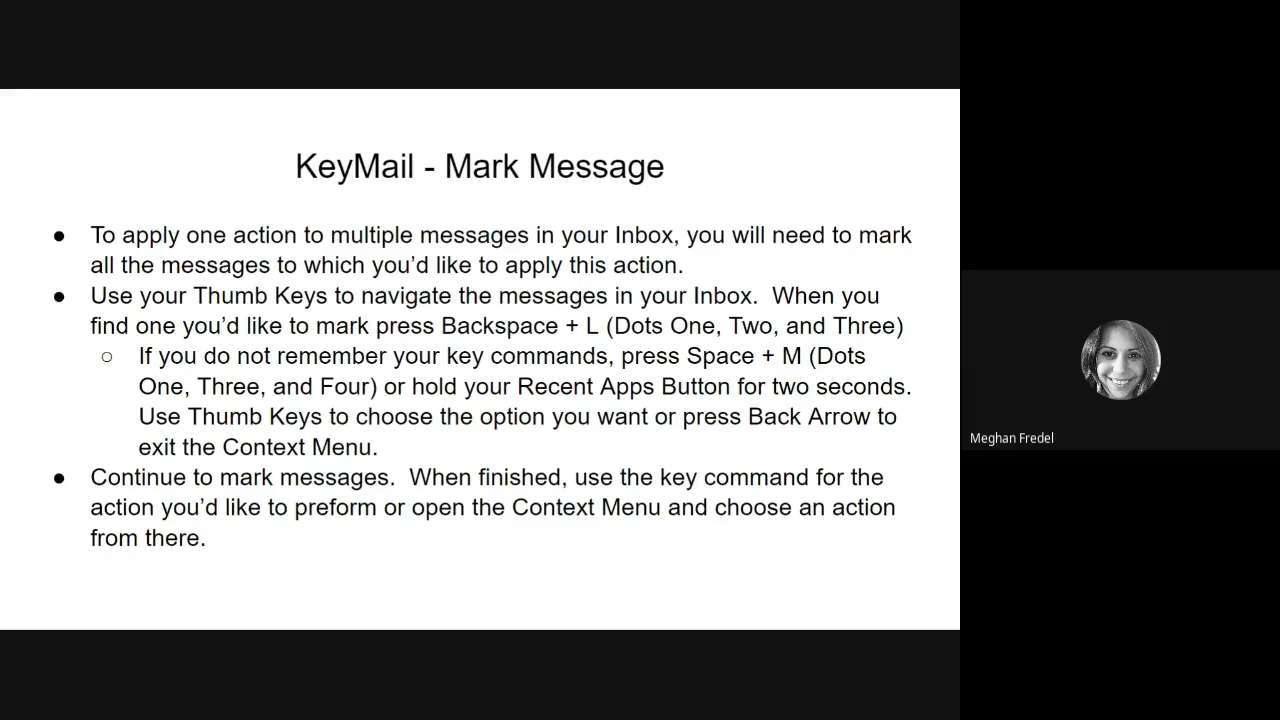 KeyMail - Mark Message
● To apply one action to multiple messages in your Inbox, you will need to mark
all the messages to which you’d like to apply this action.
● Use your Thumb Keys to navigate the messages in your Inbox.  When you
find one you’d like to mark press Backspace + L (Dots One, Two, and Three)
○ If you do not remember your key commands, press Space + M (Dots
One, Three, and Four) or hold your Recent Apps Button for two seconds.
Use Thumb Keys to choose the option you want or press Back Arrow to
exit the Context Menu.
● Continue to mark messages.  When finished, use the key command for the
action you’d like to preform or open the Context Menu and choose an action
from there.
Meghan Fredel